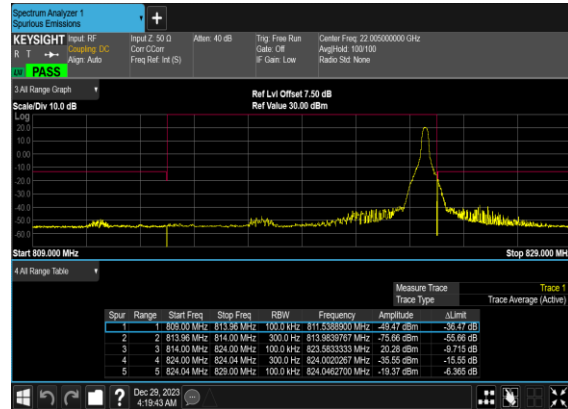 Spectrum Analyzer 1
Spurious Emissions
+
KEYSIGHT Input: RF Input Z: 50 Ω Atten: 40 dB Trig: Free Run Center Freq: 22.005000000 GHz
R T Coupling: DC Corr CCorr Gate: Off Avg|Hold: 100/100
Align: Auto Freq Ref: Int (S) IF Gain: Low Radio Std: None
PASS
3 All Range Graph
Ref Lvl Offset 7.50 dB
Scale/Div 10.0 dB Ref Value 30.00 dBm
Log
20.0
10.0
0.00
-10.0
-20.0
-30.0
-40.0
-50.0
-60.0
Start 809.000 MHz Stop 829.000 MH
4 All Range Table
Measure Trace Trace 1
Trace Type Trace Average (Active)
Spur Range Start Freq Stop Freq RBW Frequency Amplitude ΔLimit
1 1 809.00 MHz 813.96 MHz 100.0 kHz 811.5388900 MHz -49.47 dBm -36.47 dB
2 2 813.96 MHz 814.00 MHz 300.0 Hz 813.9839767 MHz -75.66 dBm -55.66 dB
3 3 814.00 MHz 824.00 MHz 100.0 kHz 823.5833333 MHz 20.28 dBm -9.715 dB
4 4 824.00 MHz 824.04 MHz 300.0 Hz 824.0020267 MHz -35.55 dBm -15.55 dB
5 5 824.04 MHz 829.00 MHz 100.0 kHz 824.0462700 MHz -19.37 dBm -6.365 dB
? Dec 29, 2023
4:19:43 AM